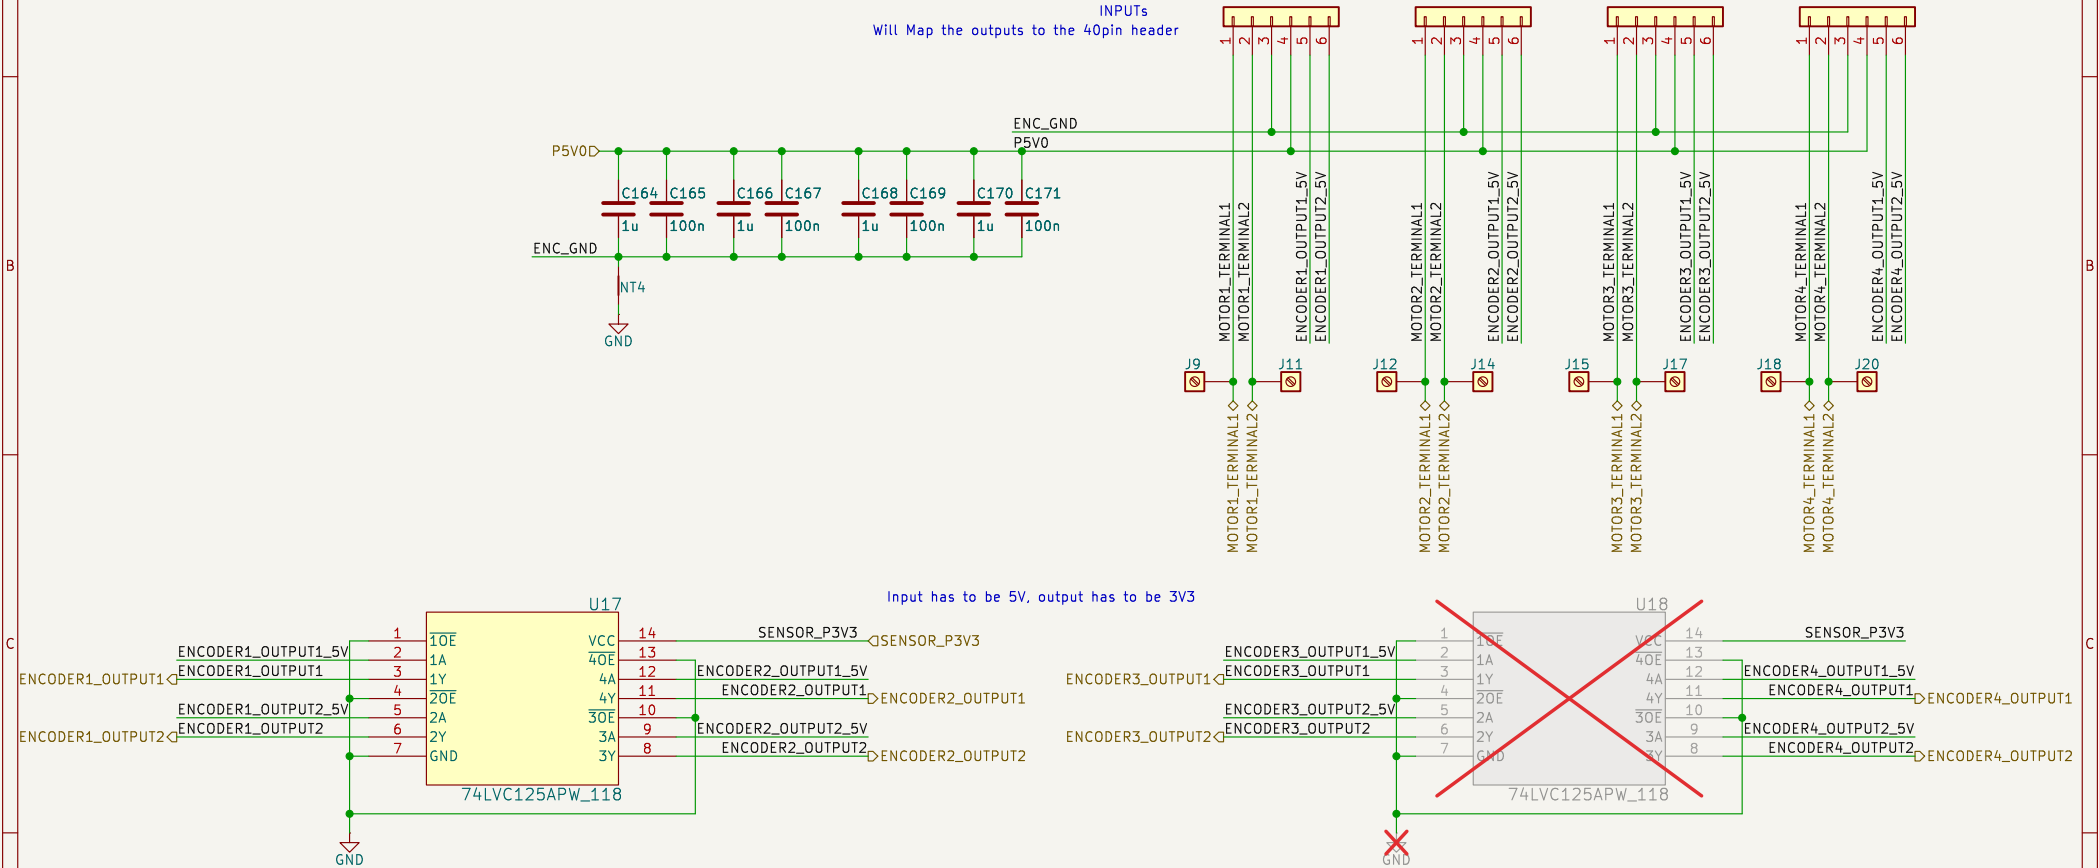 INPUTs
Will Map the outputs to the 40pin header
1 2 3 4 5 6
1 2 3 4 5 6
1 2 3 4 5 6
1 2 3 4 5 6
ENC_GND
P5V0
P5V0
C164 C165 C166 C167 C168 C169 C170 C171
1u 100n 1u 100n 1u 100n 1u 100n
ENC_GND
NT4
GND
MOTOR1_TERMINAL1
MOTOR1_TERMINAL2
ENCODER1_OUTPUT1_5V
ENCODER1_OUTPUT2_5V
MOTOR2_TERMINAL1
MOTOR2_TERMINAL2
ENCODER2_OUTPUT1_5V
ENCODER2_OUTPUT2_5V
MOTOR3_TERMINAL1
MOTOR3_TERMINAL2
ENCODER3_OUTPUT1_5V
ENCODER3_OUTPUT2_5V
MOTOR4_TERMINAL1
MOTOR4_TERMINAL2
ENCODER4_OUTPUT1_5V
ENCODER4_OUTPUT2_5V
B
B
J9 J11 J12 J14 J15 J17 J18 J20
MOTOR1_TERMINAL1
MOTOR1_TERMINAL2
MOTOR2_TERMINAL1
MOTOR2_TERMINAL2
MOTOR3_TERMINAL1
MOTOR3_TERMINAL2
MOTOR4_TERMINAL1
MOTOR4_TERMINAL2
Input has to be 5V, output has to be 3V3
C
C
U17
1 1OE VCC 14 SENSOR_P3V3 SENSOR_P3V3
ENCODER1_OUTPUT1_5V 2 1A 4OE 13
ENCODER1_OUTPUT1 ENCODER1_OUTPUT1 3 1Y 4A 12 ENCODER2_OUTPUT1_5V
4 2OE 4Y 11 ENCODER2_OUTPUT1 ENCODER2_OUTPUT1
ENCODER1_OUTPUT2_5V 5 2A 3OE 10
ENCODER1_OUTPUT2 ENCODER1_OUTPUT2 6 2Y 3A 9 ENCODER2_OUTPUT2_5V
7 GND 3Y 8 ENCODER2_OUTPUT2 ENCODER2_OUTPUT2
74LVC125APW_118
GND
U18
1 1OE VCC 14 SENSOR_P3V3
ENCODER3_OUTPUT1_5V 2 1A 4OE 13
ENCODER3_OUTPUT1 ENCODER3_OUTPUT1 3 1Y 4A 12 ENCODER4_OUTPUT1_5V
4 2OE 4Y 11 ENCODER4_OUTPUT1 ENCODER4_OUTPUT1
ENCODER3_OUTPUT2_5V 5 2A 3OE 10
ENCODER3_OUTPUT2 ENCODER3_OUTPUT2 6 2Y 3A 9 ENCODER4_OUTPUT2_5V
7 GND 3Y 8 ENCODER4_OUTPUT2 ENCODER4_OUTPUT2
74LVC125APW_118
GND